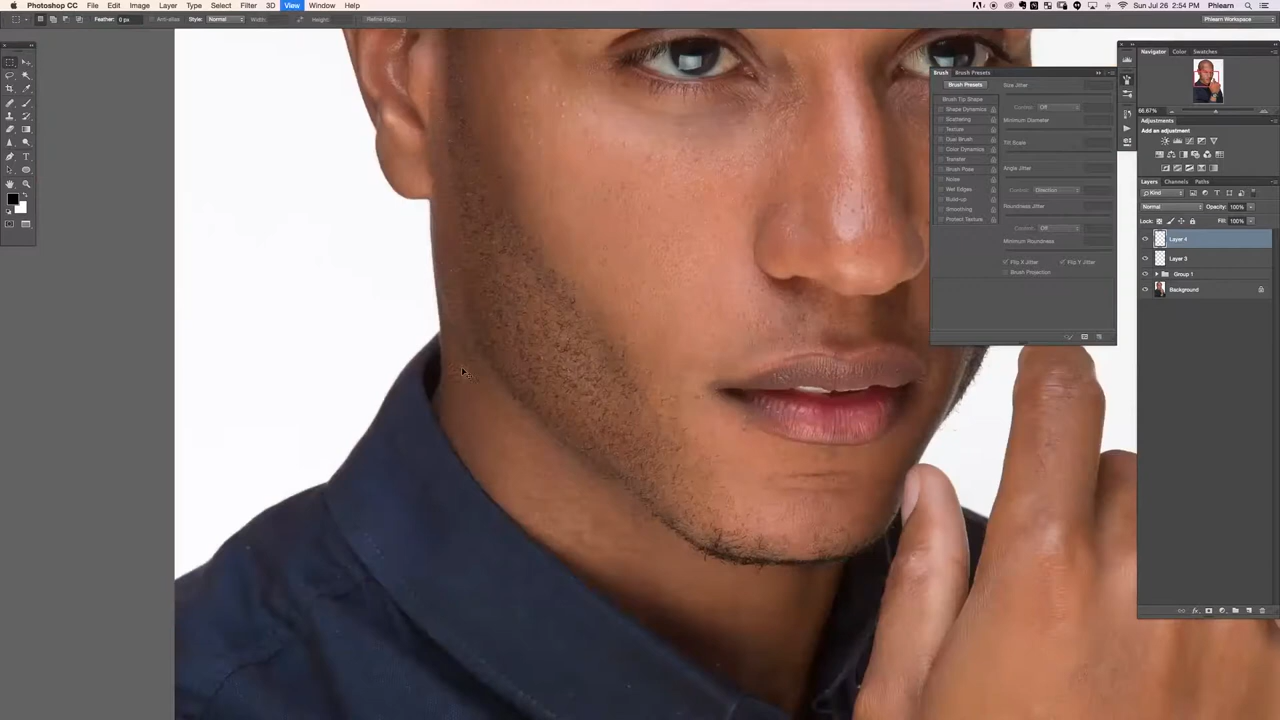 Photoshop CC File Edit Image Layer Type Select Filter 3D View Window Help Sun Jul 26 2:54 PM Phlearn
Feather: 0 px Anti-alias Style: Normal Width: Height: Refine Edge... Phlearn Workspace
Navigator Color Swatches
66.67%
Brush Brush Presets
Brush Presets
Brush Tip Shape
Shape Dynamics
Scattering
Texture
Dual Brush
Color Dynamics
Transfer
Brush Pose
Noise
Wet Edges
Build-up
Smoothing
Protect Texture
Size Jitter
Control: Off
Minimum Diameter
Tilt Scale
Angle Jitter
Control: Direction
Roundness Jitter
Control: Off
Minimum Roundness
Flip X Jitter Flip Y Jitter
Brush Projection
Adjustments
Add an adjustment
Layers Channels Paths
Kind
Normal Opacity: 100%
Lock: Fill: 100%
Layer 4
Layer 3
Group 1
Background